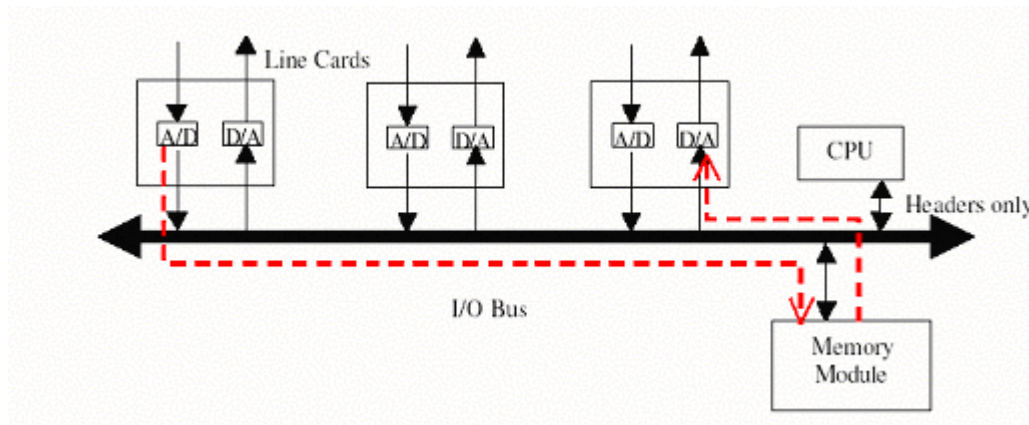 Line Cards
A/D
D/A
A/D
D/A
A/D
D/A
CPU
Headers only
I/O Bus
Memory
Module